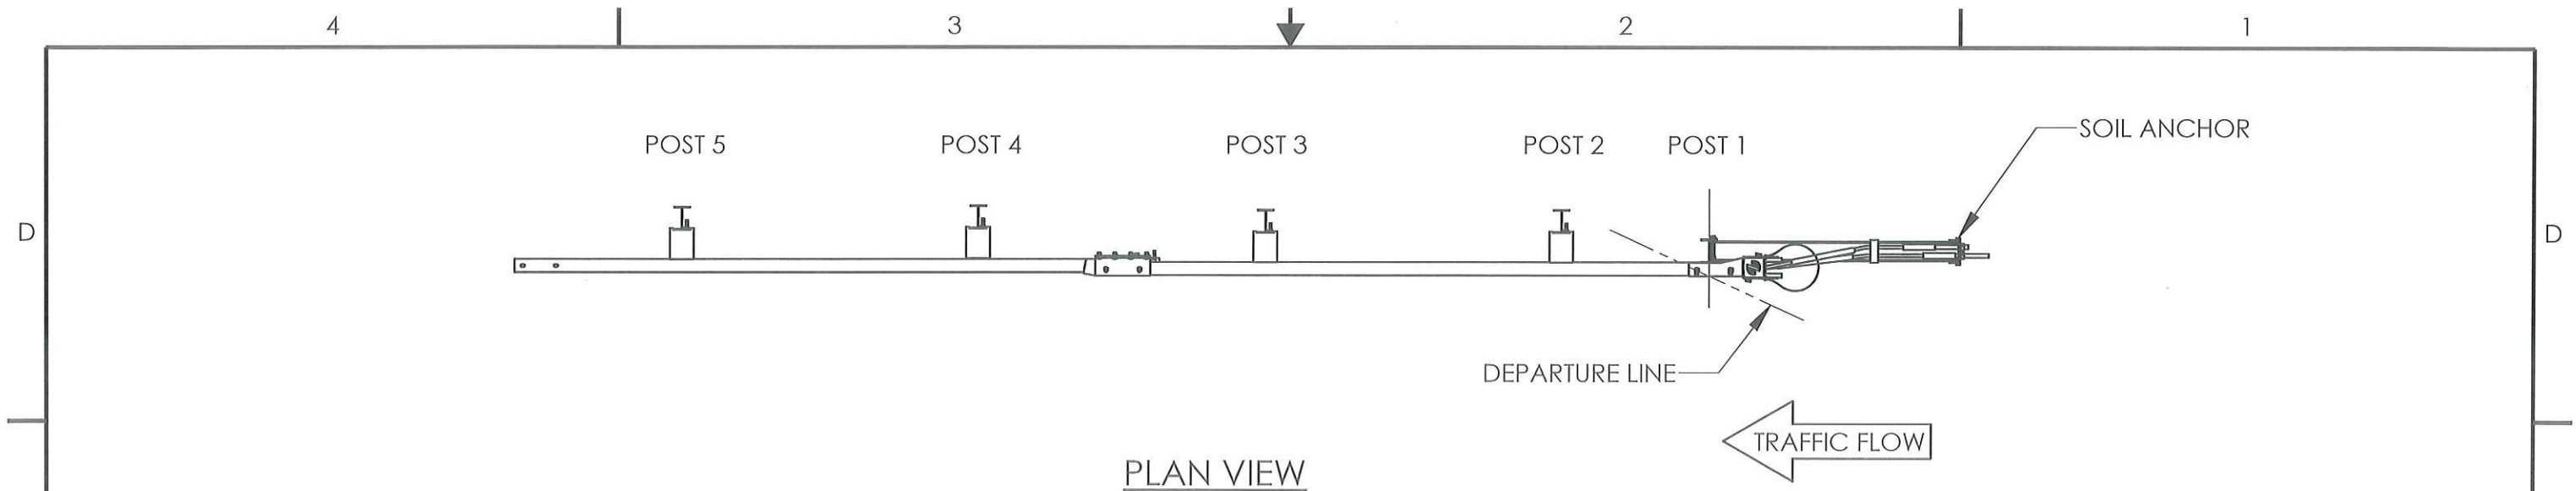 4 3 2 1
POST 5 POST 4 POST 3 POST 2 POST 1 SOIL ANCHOR
D D
DEPARTURE LINE
TRAFFIC FLOW
PLAN VIEW